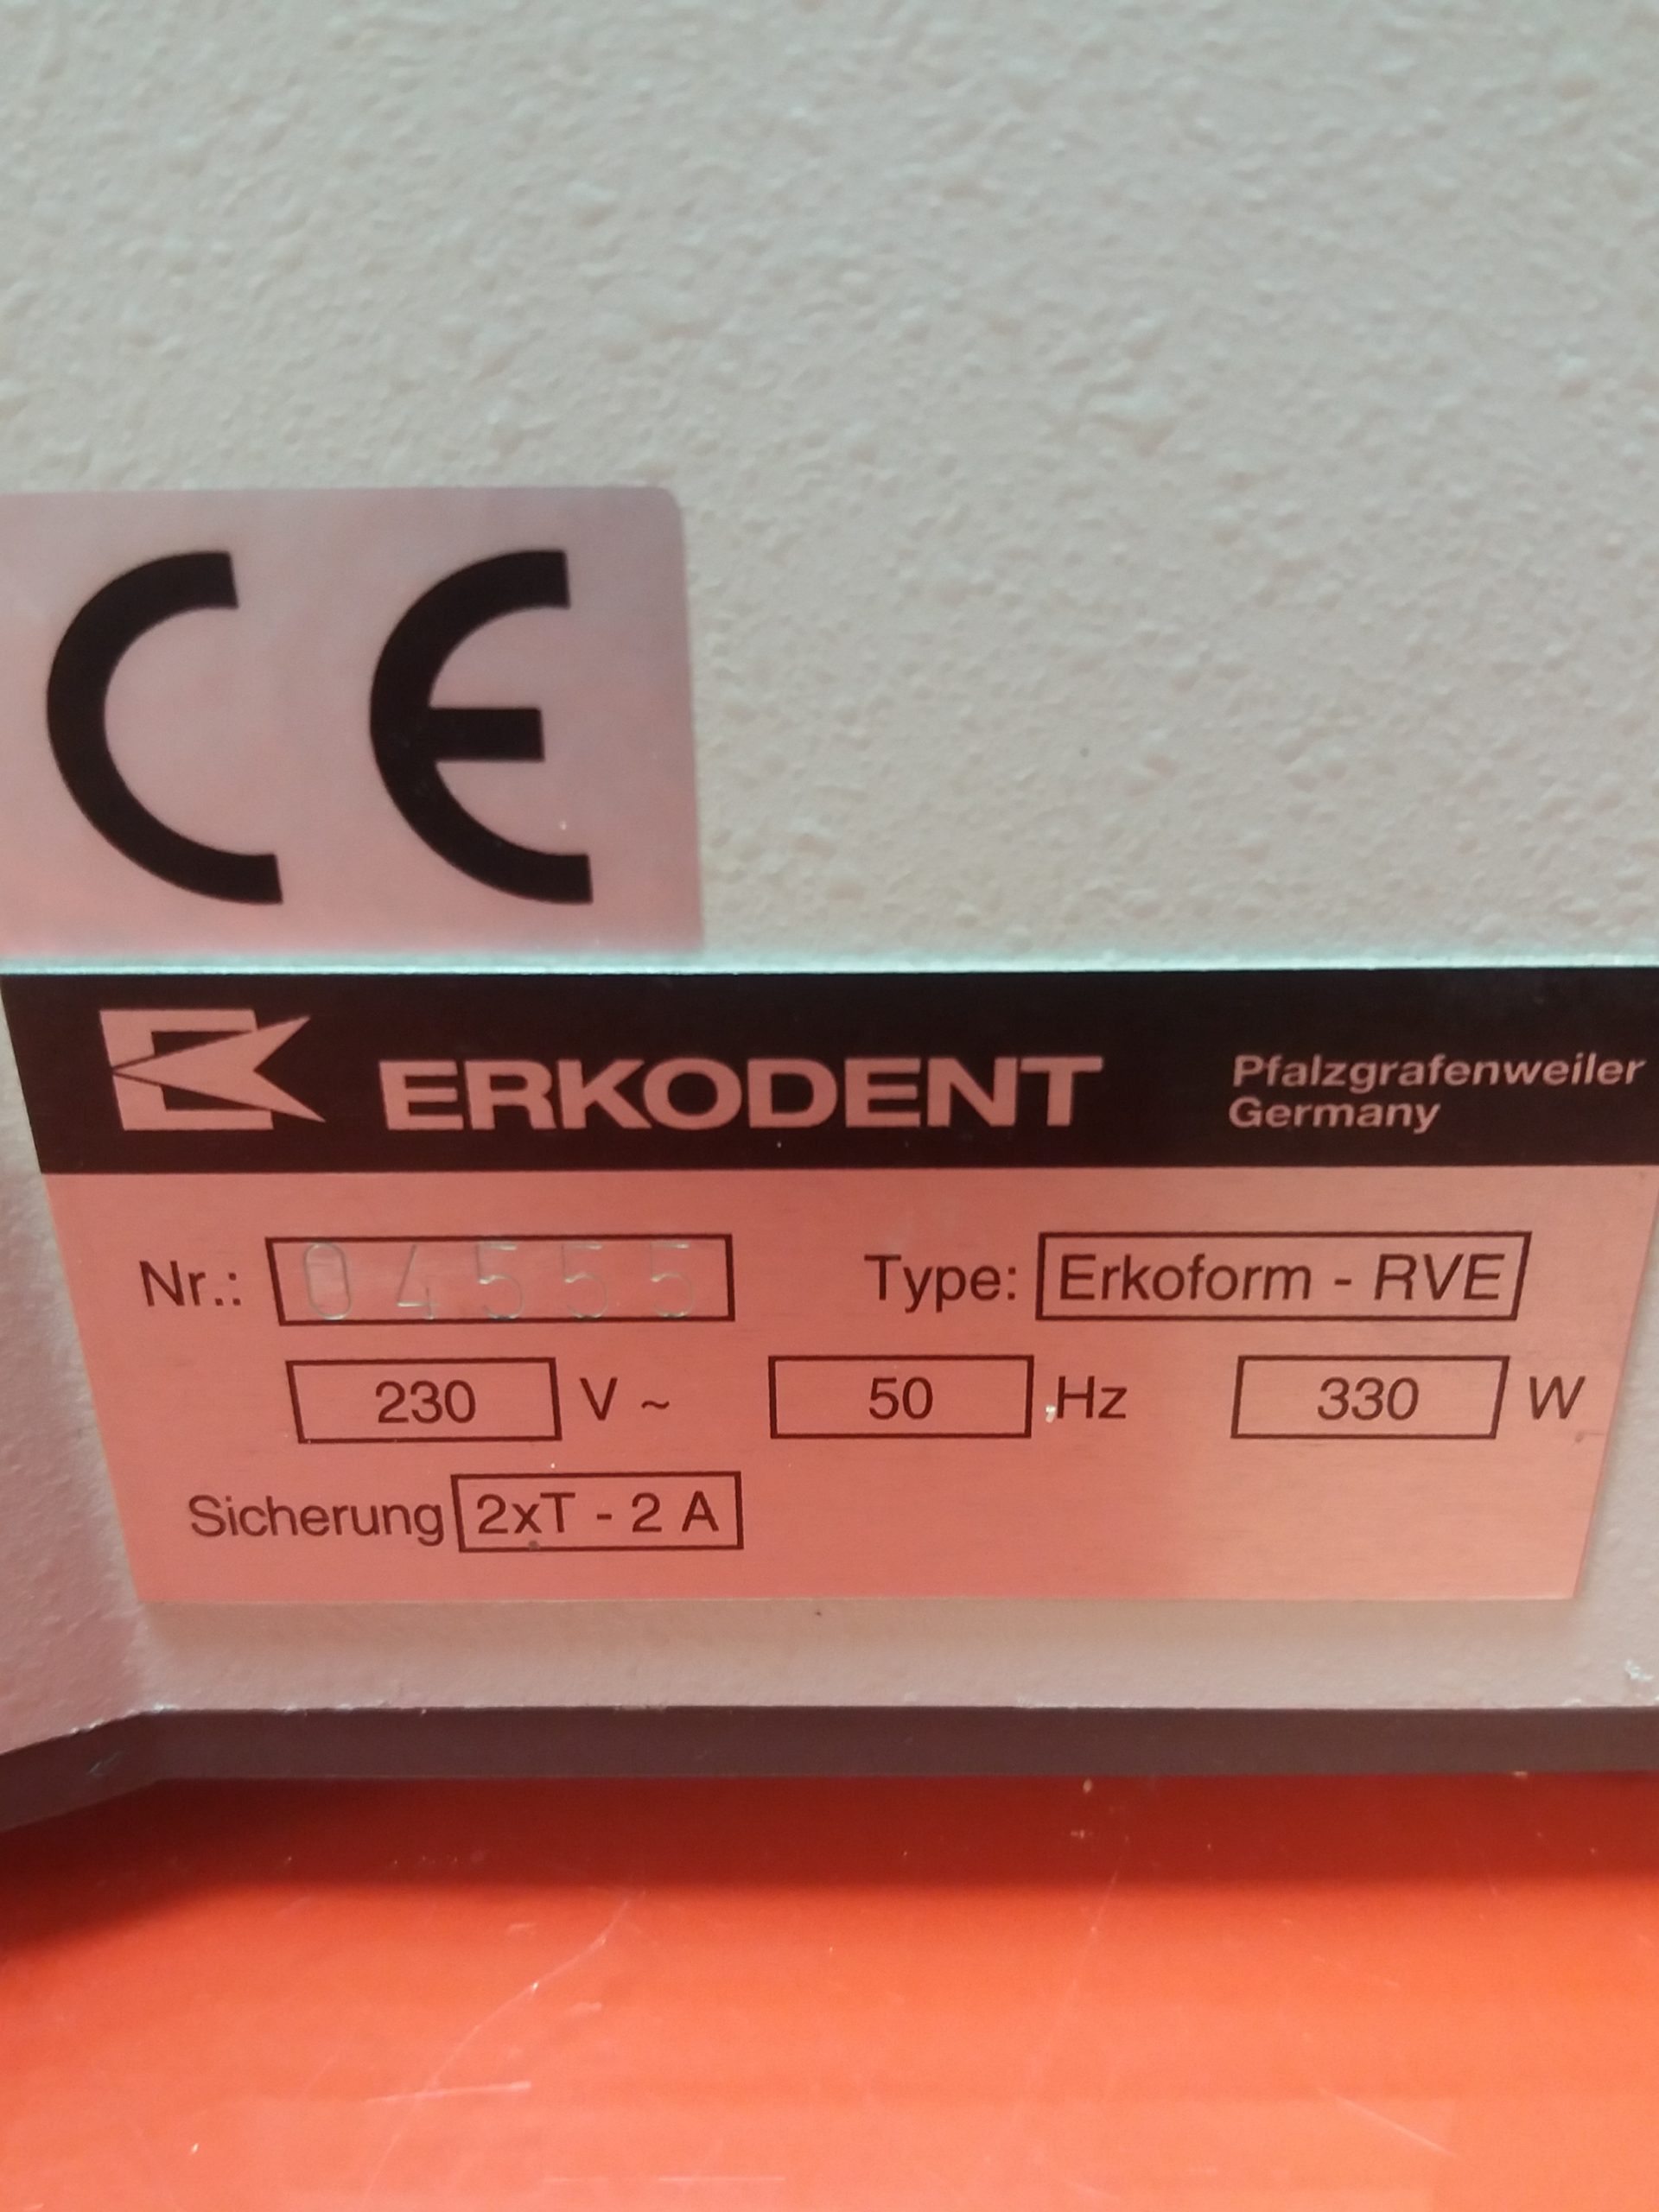 CE
ERKODENT
Pfalzgrafenweiler
Germany
Nr.: 04555 Type: Erkoform - RVE
230 V ~ 50 Hz 330 W
Sicherung 2xT - 2 A